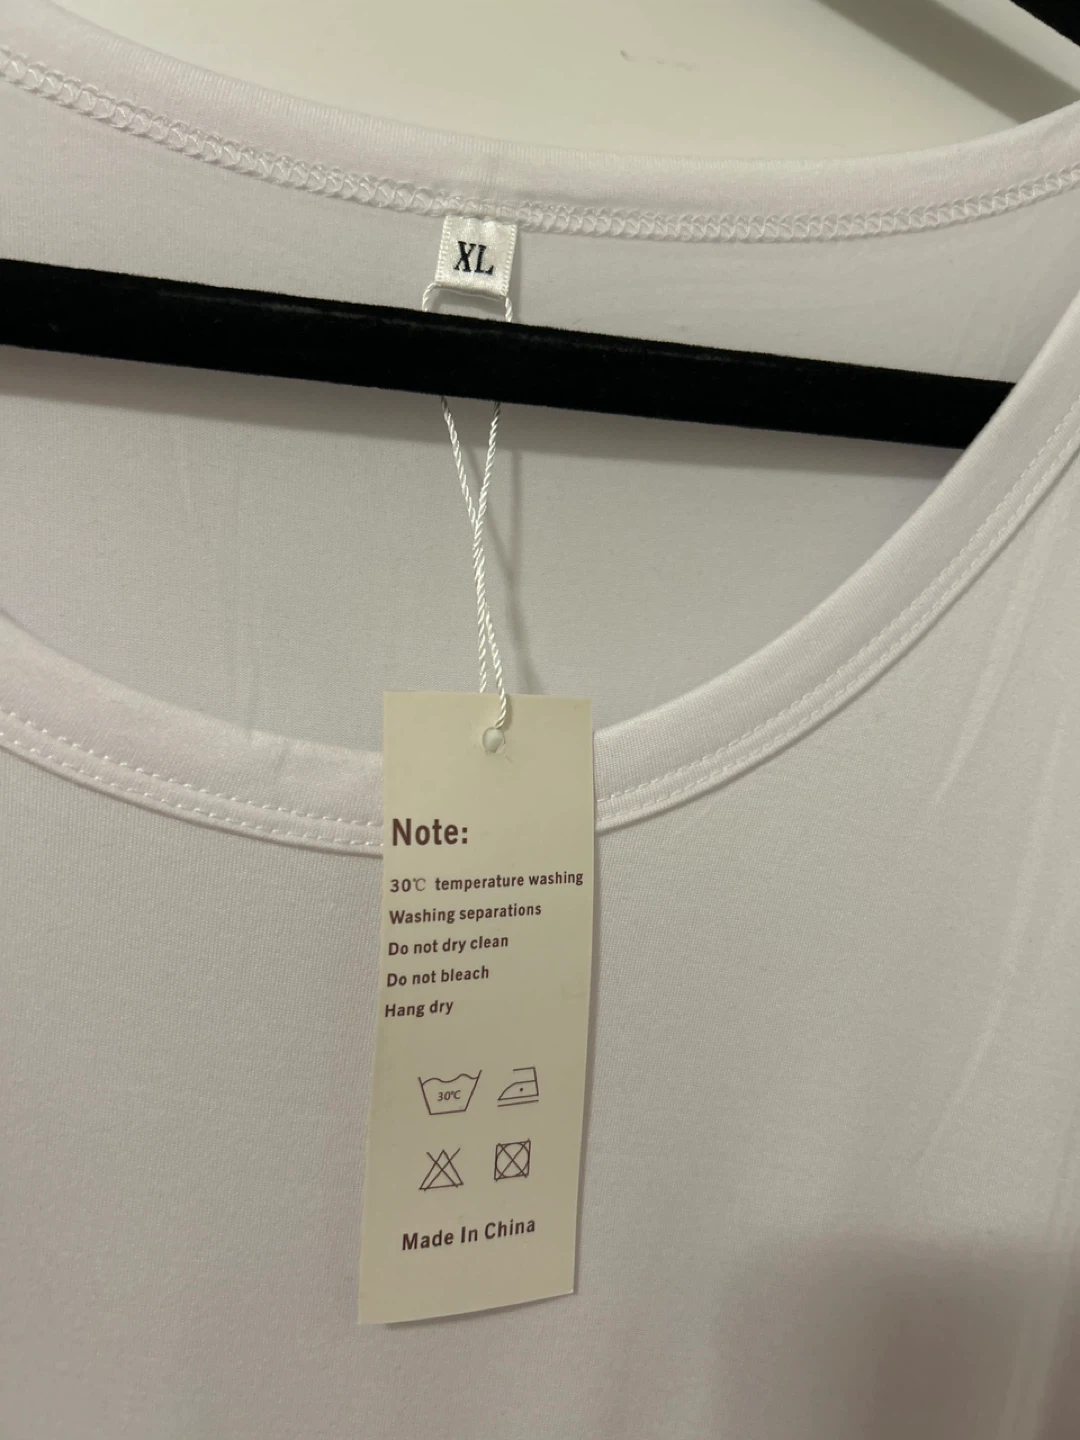 XL
Note:
30℃ temperature washing
Washing separations
Do not dry clean
Do not bleach
Hang dry
30℃
Made In China